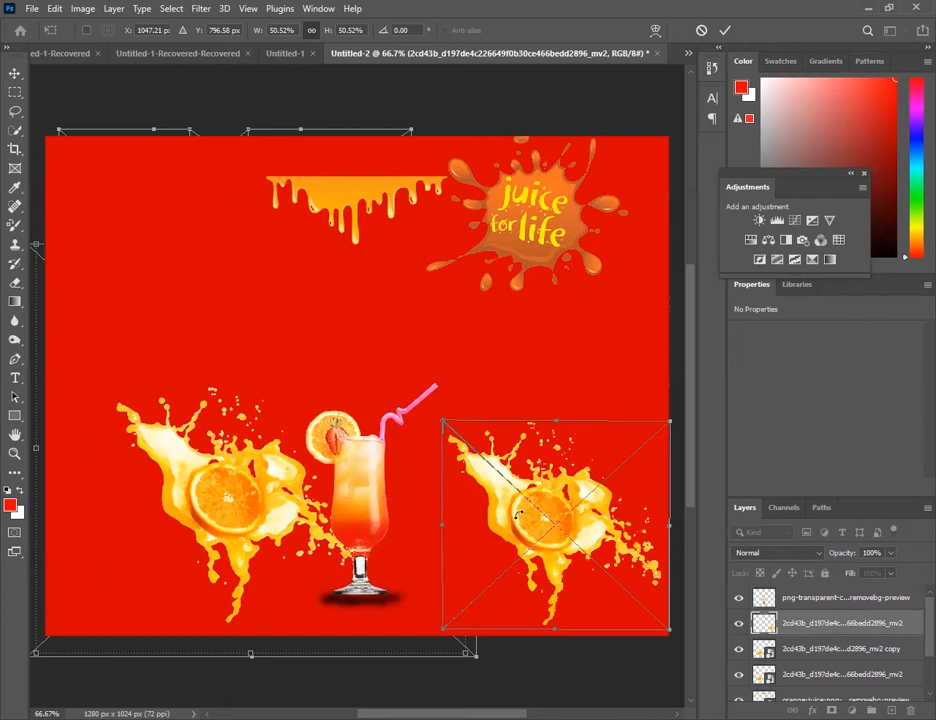 Ps File Edit Image Layer Type Select Filter 3D View Plugins Window Help
X: 1047.21 px Y: 796.58 px W: 50.52% H: 50.52% 0.00 ° Anti-alias
ed-1-Recovered × Untitled-1-Recovered × Untitled-1 × Untitled-2 @ 66.7% (2cd43b_d197de4c226649f0b30ce466bedd2896_mv2, RGB/8#) * ×
Color Swatches Gradients Patterns
Adjustments
Add an adjustment
Properties Libraries
No Properties
juice
for life
Layers Channels Paths
Kind
Normal Opacity: 100%
Lock: Fill: 100%
png-transparent-c...removebg-preview
2cd43b_d197de4c...66bedd2896_mv2
2cd43b_d197de4c...d2896_mv2 copy
2cd43b_d197de4c...66bedd2896_mv2
66.67% 1280 px x 1024 px (72 ppi)